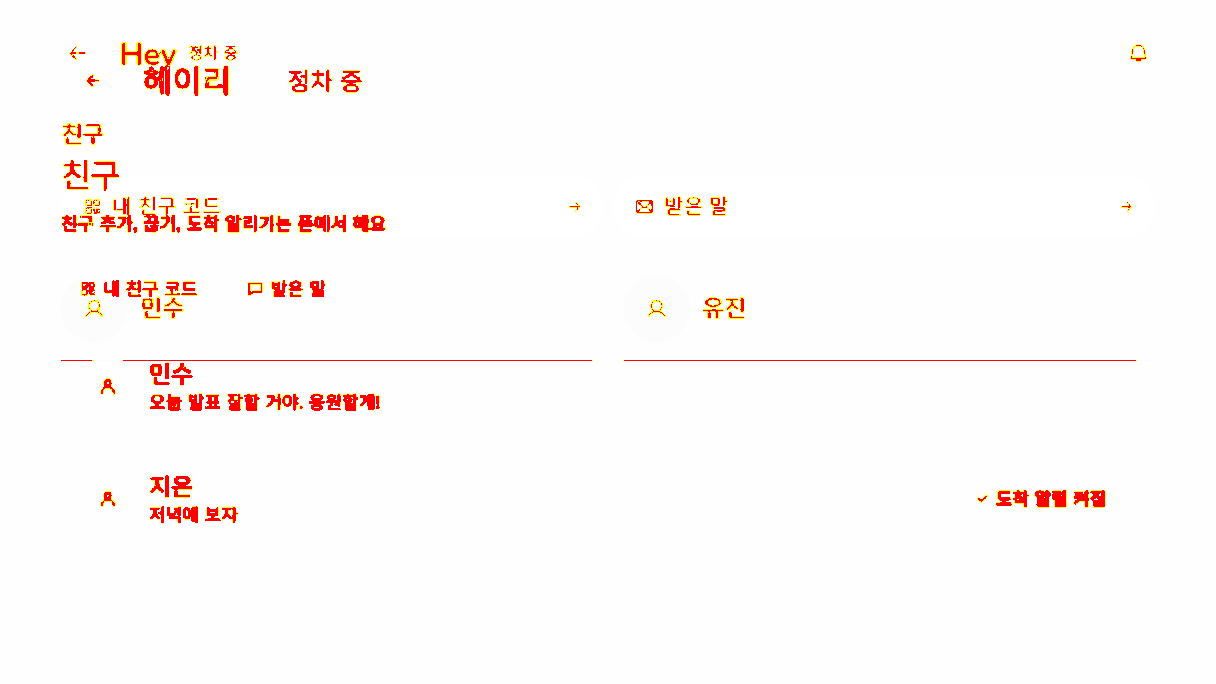 Hey 정차 중
헤이리 정차 중
친구
친구
내 친구 코드
받은 말
친구 추가, 끊기, 도착 알리기는 폰에서 해요
내 친구 코드 받은 말
민수
유진
민수
오늘 발표 잘할 거야. 응원할게!
지은
저녁에 보자
도착 알림 켜짐